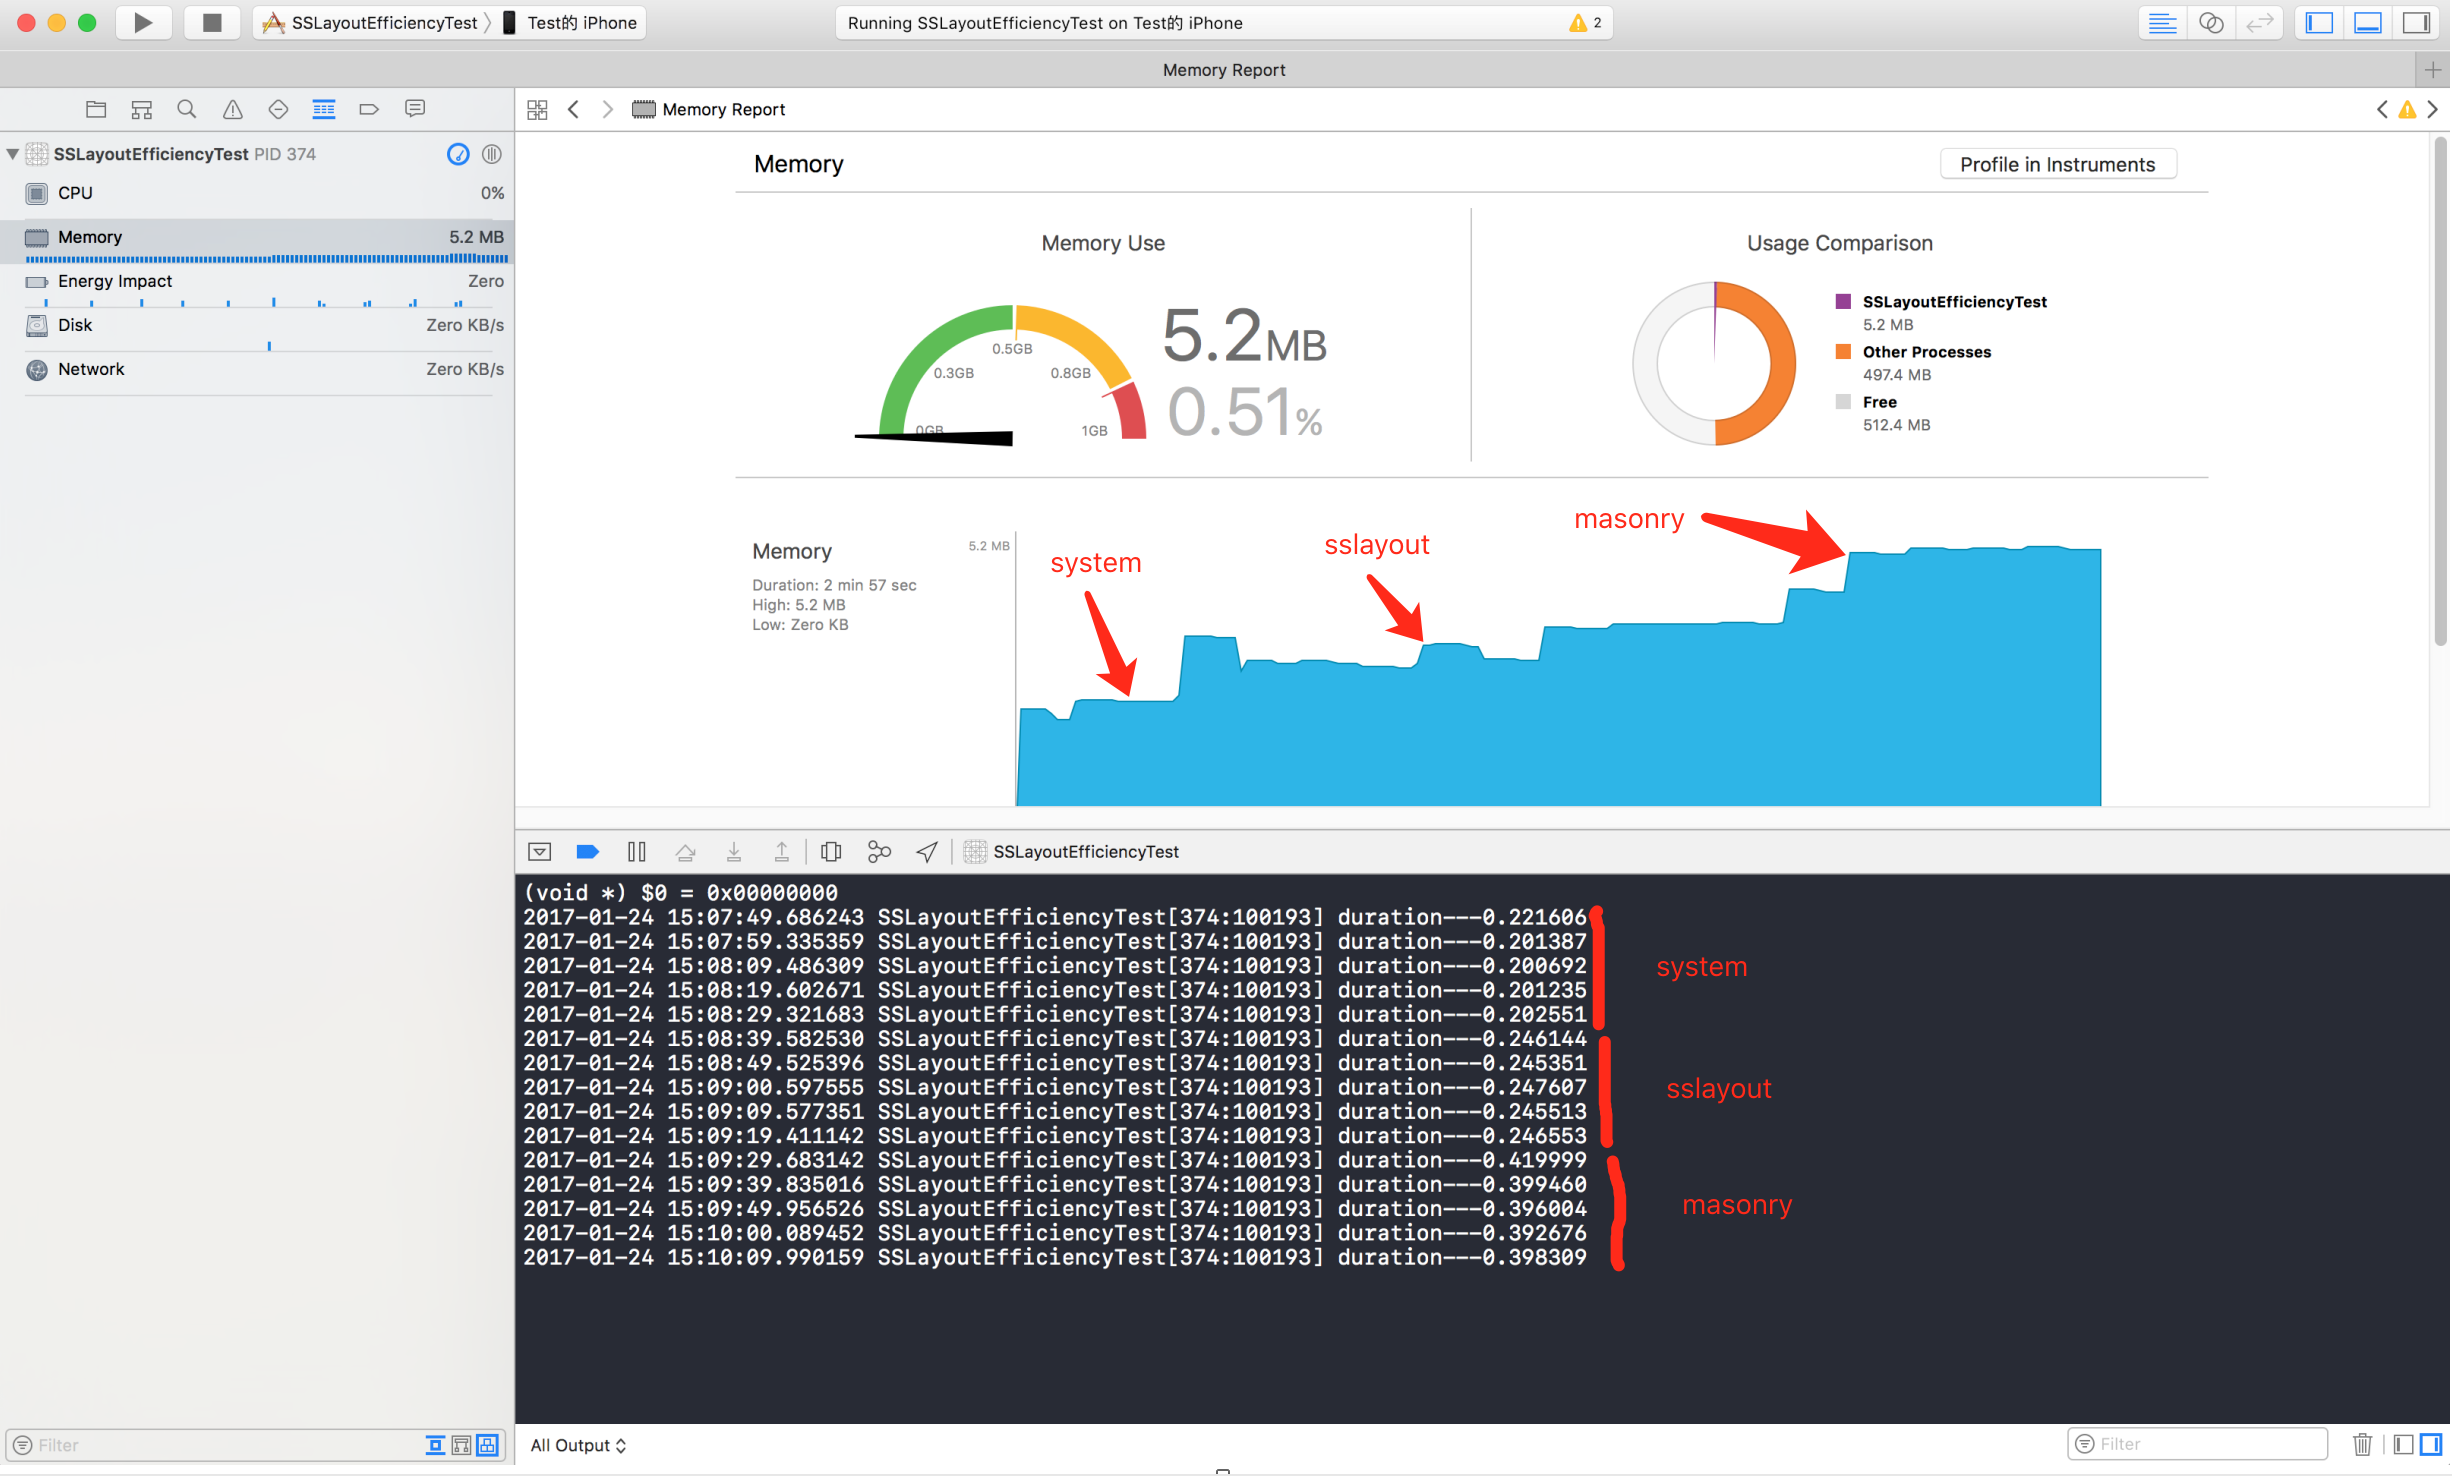 SSLayoutEfficiencyTest Test的 iPhone
Running SSLayoutEfficiencyTest on Test的 iPhone
2
Memory Report
Memory Report
SSLayoutEfficiencyTest PID 374
CPU 0%
Memory 5.2 MB
Energy Impact Zero
Disk Zero KB/s
Network Zero KB/s
Memory
Profile in Instruments
Memory Use
0GB
0.3GB
0.5GB
0.8GB
1GB
5.2MB
0.51%
Usage Comparison
SSLayoutEfficiencyTest
5.2 MB
Other Processes
497.4 MB
Free
512.4 MB
Memory
Duration: 2 min 57 sec
High: 5.2 MB
Low: Zero KB
5.2 MB
system
sslayout
masonry
SSLayoutEfficiencyTest
(void *) $0 = 0x00000000
2017-01-24 15:07:49.686243 SSLayoutEfficiencyTest[374:100193] duration---0.221606
2017-01-24 15:07:59.335359 SSLayoutEfficiencyTest[374:100193] duration---0.201387
2017-01-24 15:08:09.486309 SSLayoutEfficiencyTest[374:100193] duration---0.200692
2017-01-24 15:08:19.602671 SSLayoutEfficiencyTest[374:100193] duration---0.201235
2017-01-24 15:08:29.321683 SSLayoutEfficiencyTest[374:100193] duration---0.202551
2017-01-24 15:08:39.582530 SSLayoutEfficiencyTest[374:100193] duration---0.246144
2017-01-24 15:08:49.525396 SSLayoutEfficiencyTest[374:100193] duration---0.245351
2017-01-24 15:09:00.597555 SSLayoutEfficiencyTest[374:100193] duration---0.247607
2017-01-24 15:09:09.577351 SSLayoutEfficiencyTest[374:100193] duration---0.245513
2017-01-24 15:09:19.411142 SSLayoutEfficiencyTest[374:100193] duration---0.246553
2017-01-24 15:09:29.683142 SSLayoutEfficiencyTest[374:100193] duration---0.419999
2017-01-24 15:09:39.835016 SSLayoutEfficiencyTest[374:100193] duration---0.399460
2017-01-24 15:09:49.956526 SSLayoutEfficiencyTest[374:100193] duration---0.396004
2017-01-24 15:10:00.089452 SSLayoutEfficiencyTest[374:100193] duration---0.392676
2017-01-24 15:10:09.990159 SSLayoutEfficiencyTest[374:100193] duration---0.398309
system
sslayout
masonry
Filter
All Output
Filter